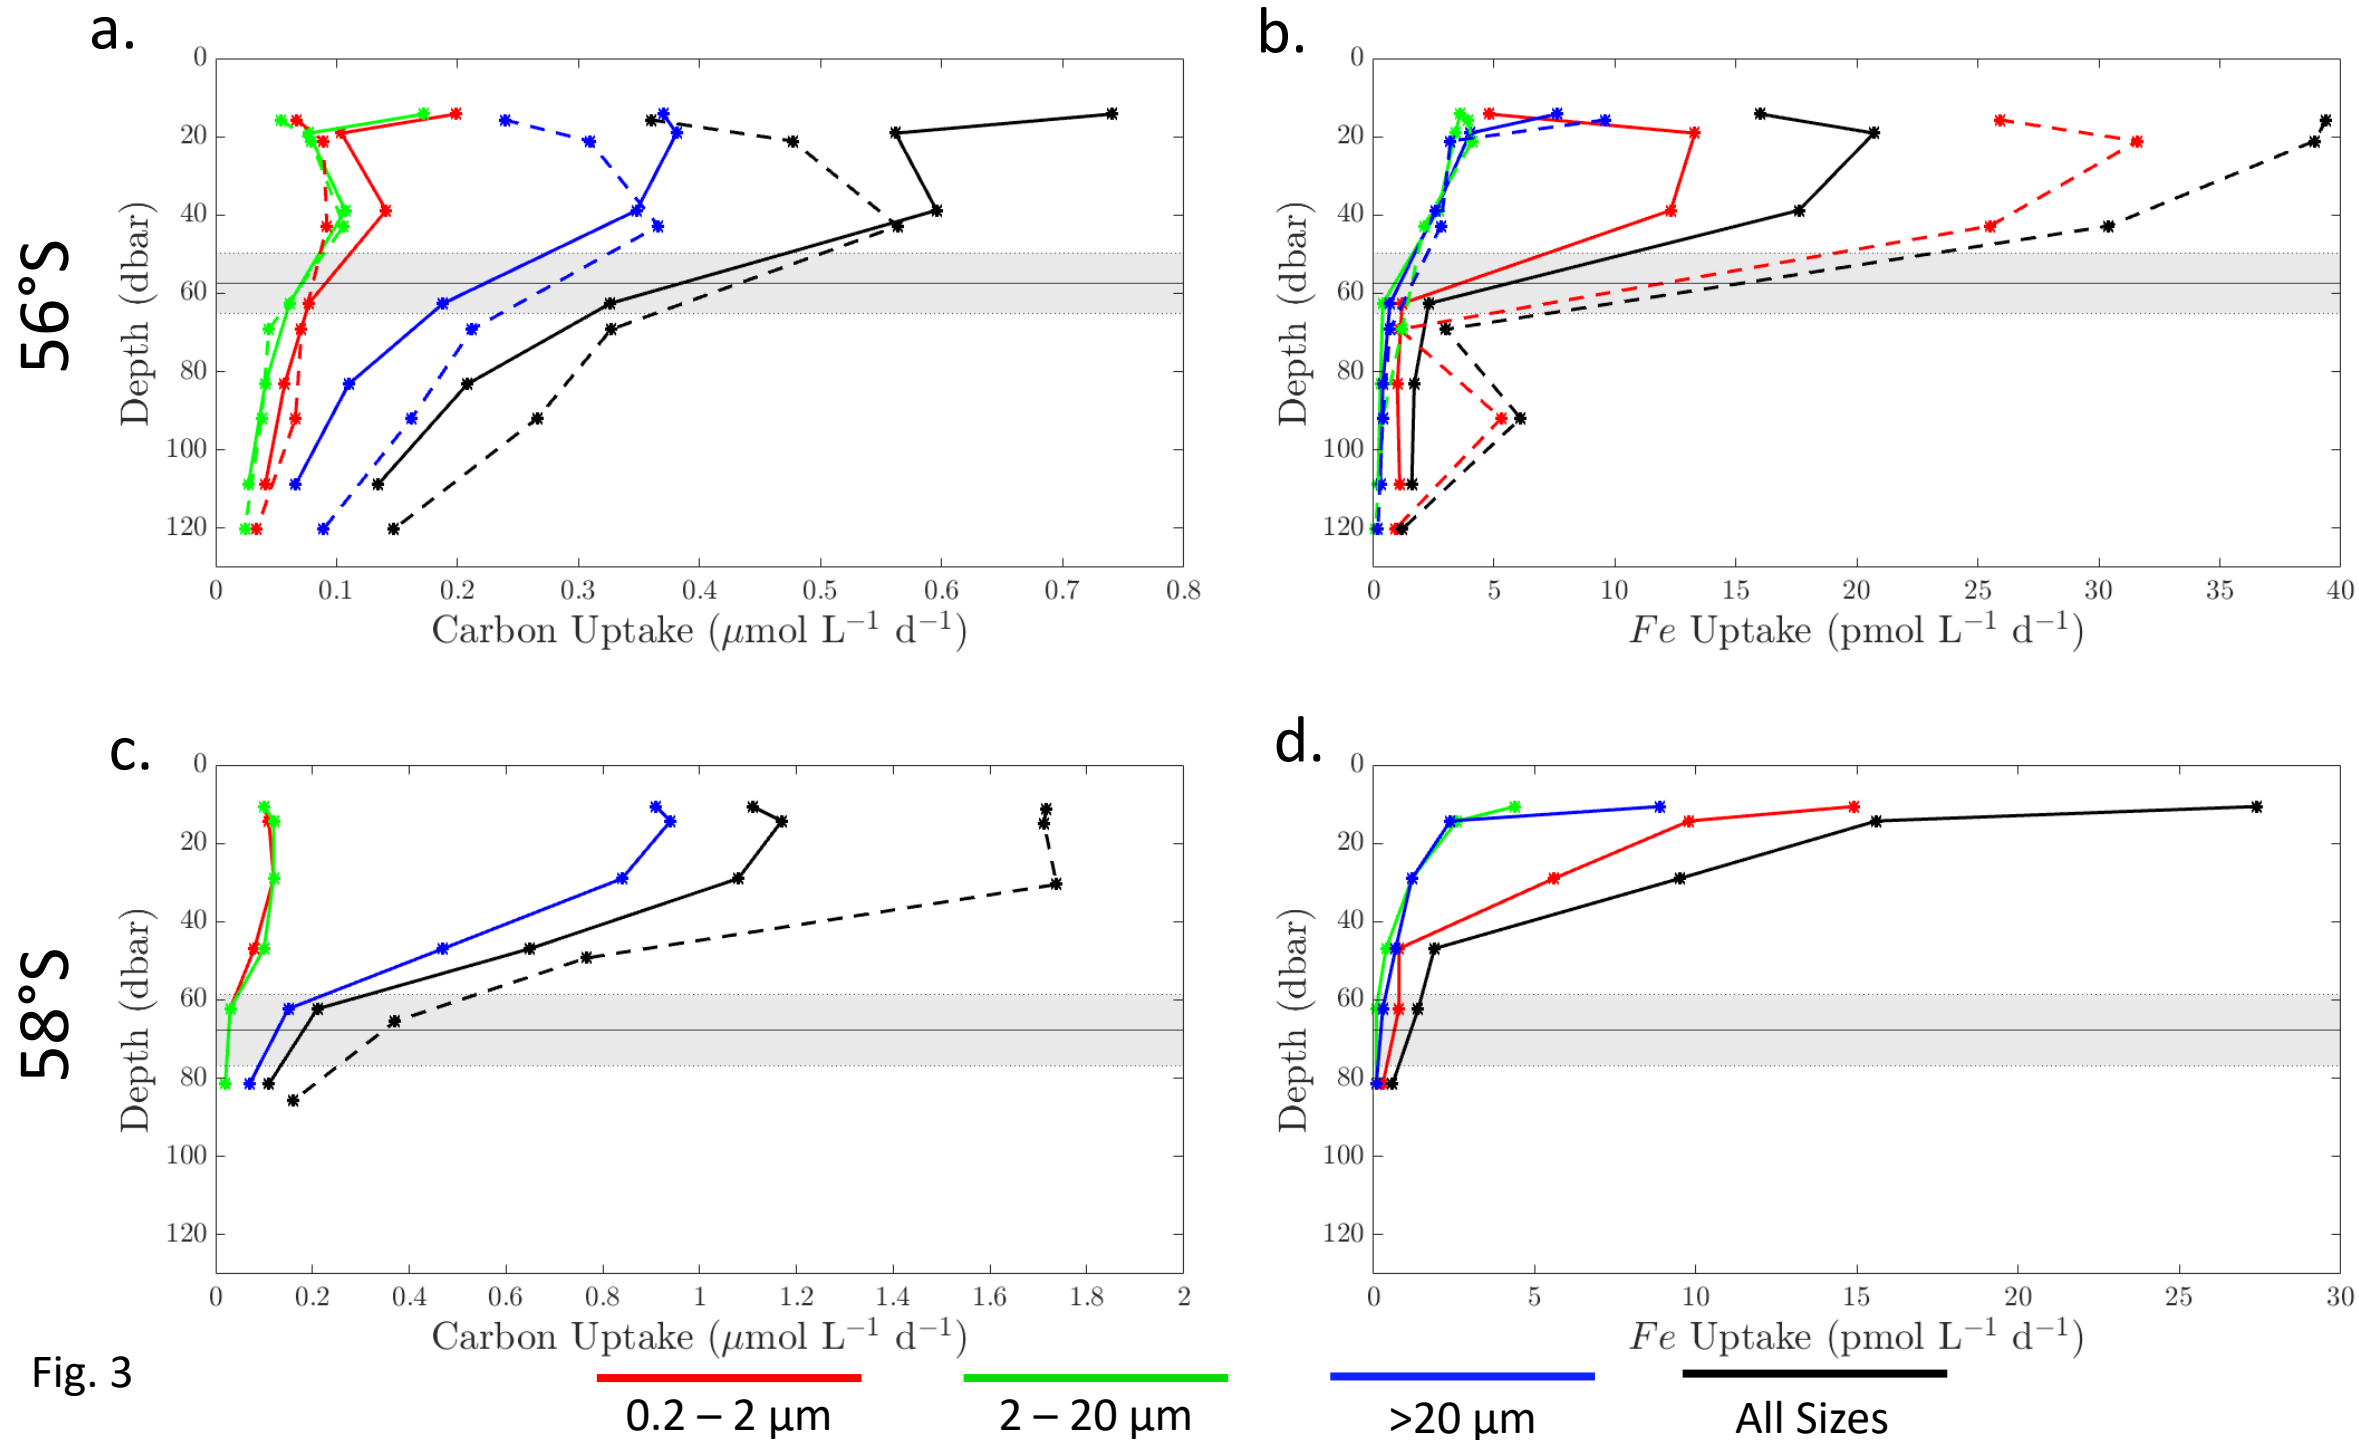 a.
b.
56°S
Depth (dbar)
0
20
40
60
80
100
120
0 0.1 0.2 0.3 0.4 0.5 0.6 0.7 0.8
Carbon Uptake (μmol L⁻¹ d⁻¹)
Depth (dbar)
0
20
40
60
80
100
120
0 5 10 15 20 25 30 35 40
Fe Uptake (pmol L⁻¹ d⁻¹)
c.
d.
58°S
Depth (dbar)
0
20
40
60
80
100
120
0 0.2 0.4 0.6 0.8 1 1.2 1.4 1.6 1.8 2
Carbon Uptake (μmol L⁻¹ d⁻¹)
Depth (dbar)
0
20
40
60
80
100
120
0 5 10 15 20 25 30
Fe Uptake (pmol L⁻¹ d⁻¹)
Fig. 3
0.2 – 2 μm
2 – 20 μm
>20 μm
All Sizes